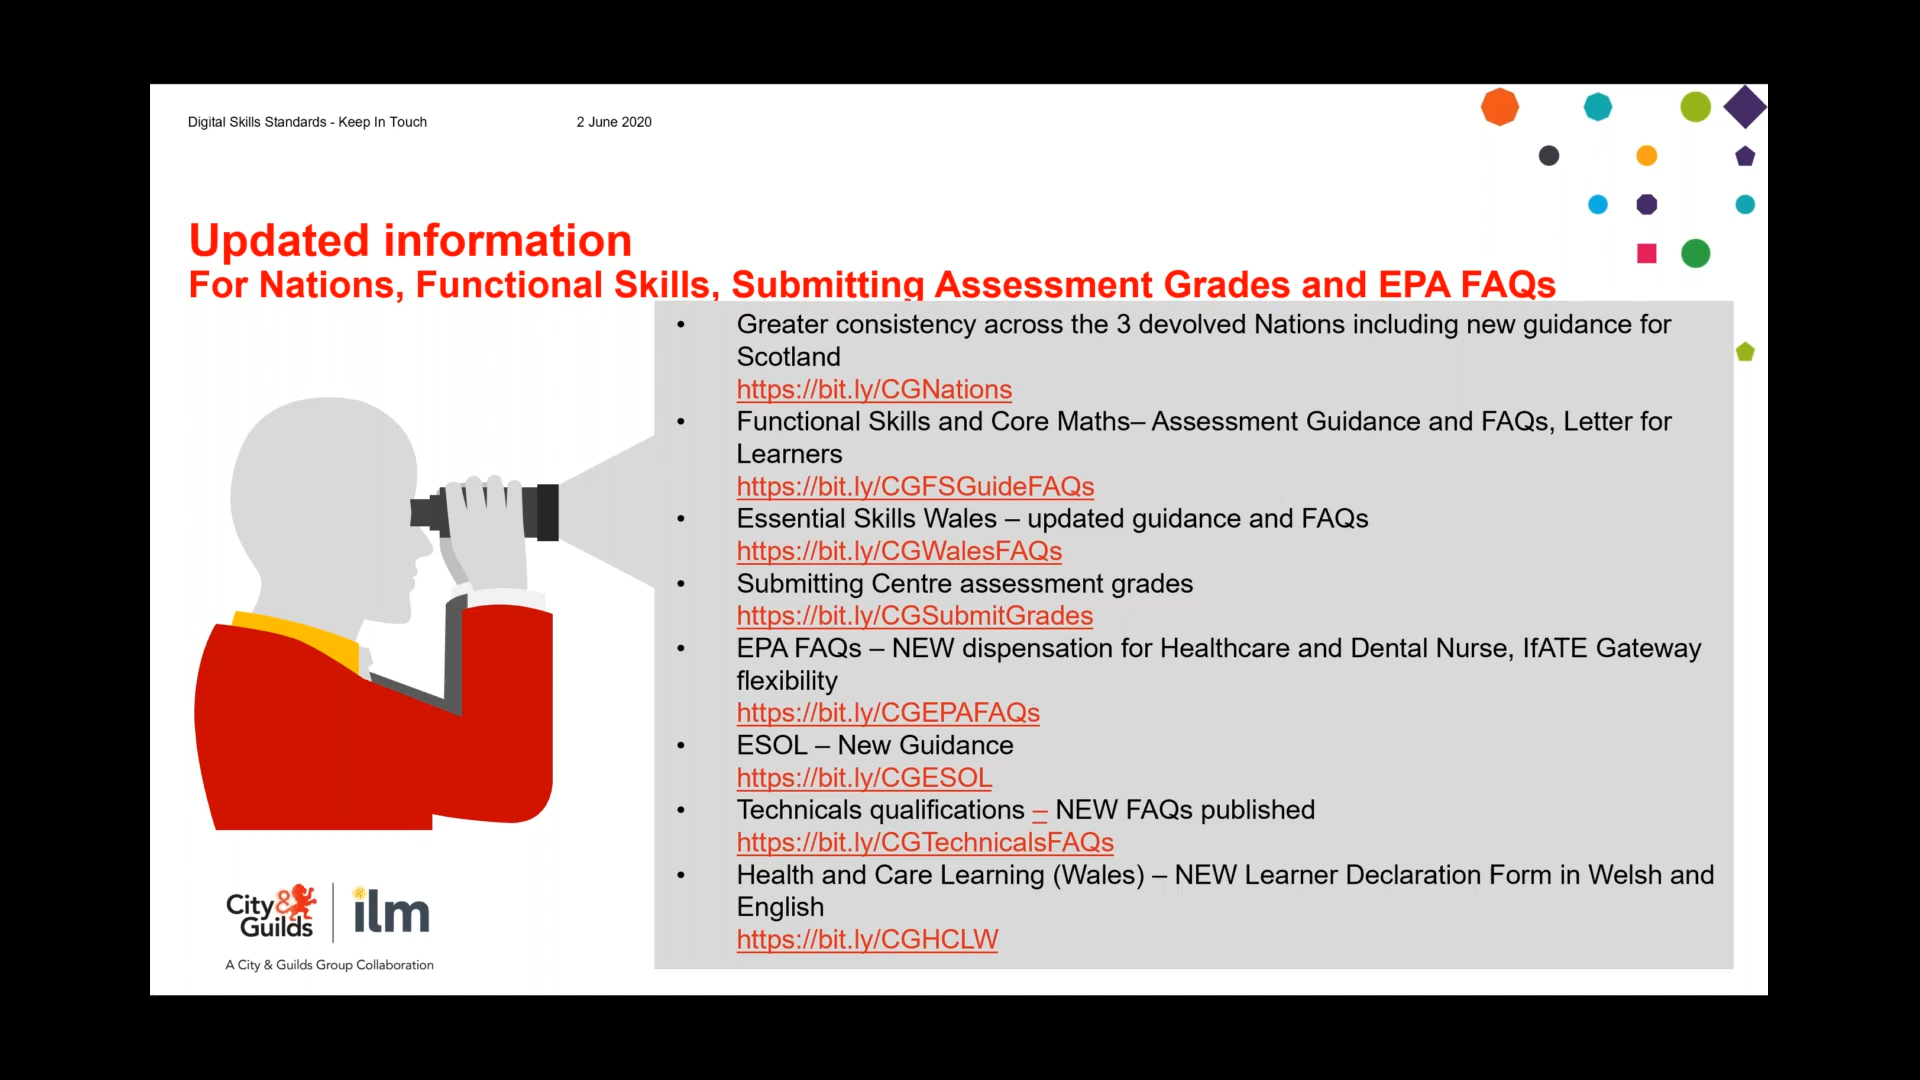 Digital Skills Standards - Keep In Touch 2 June 2020
Updated information
For Nations, Functional Skills, Submitting Assessment Grades and EPA FAQs
• Greater consistency across the 3 devolved Nations including new guidance for
Scotland
https://bit.ly/CGNations
• Functional Skills and Core Maths– Assessment Guidance and FAQs, Letter for
Learners
https://bit.ly/CGFSGuideFAQs
• Essential Skills Wales – updated guidance and FAQs
https://bit.ly/CGWalesFAQs
• Submitting Centre assessment grades
https://bit.ly/CGSubmitGrades
• EPA FAQs – NEW dispensation for Healthcare and Dental Nurse, IfATE Gateway
flexibility
https://bit.ly/CGEPAFAQs
• ESOL – New Guidance
https://bit.ly/CGESOL
• Technicals qualifications – NEW FAQs published
https://bit.ly/CGTechnicalsFAQs
• Health and Care Learning (Wales) – NEW Learner Declaration Form in Welsh and
English
https://bit.ly/CGHCLW
City &
Guilds
ilm
A City & Guilds Group Collaboration